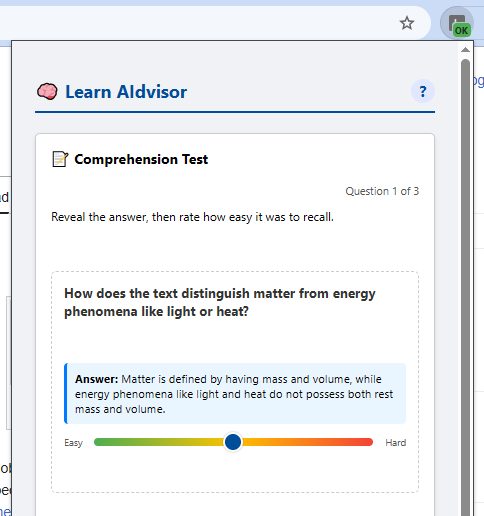 OK
Learn AIdvisor
?
Comprehension Test
Question 1 of 3
Reveal the answer, then rate how easy it was to recall.
How does the text distinguish matter from energy
phenomena like light or heat?
Answer: Matter is defined by having mass and volume, while
energy phenomena like light and heat do not possess both rest
mass and volume.
Easy
Hard